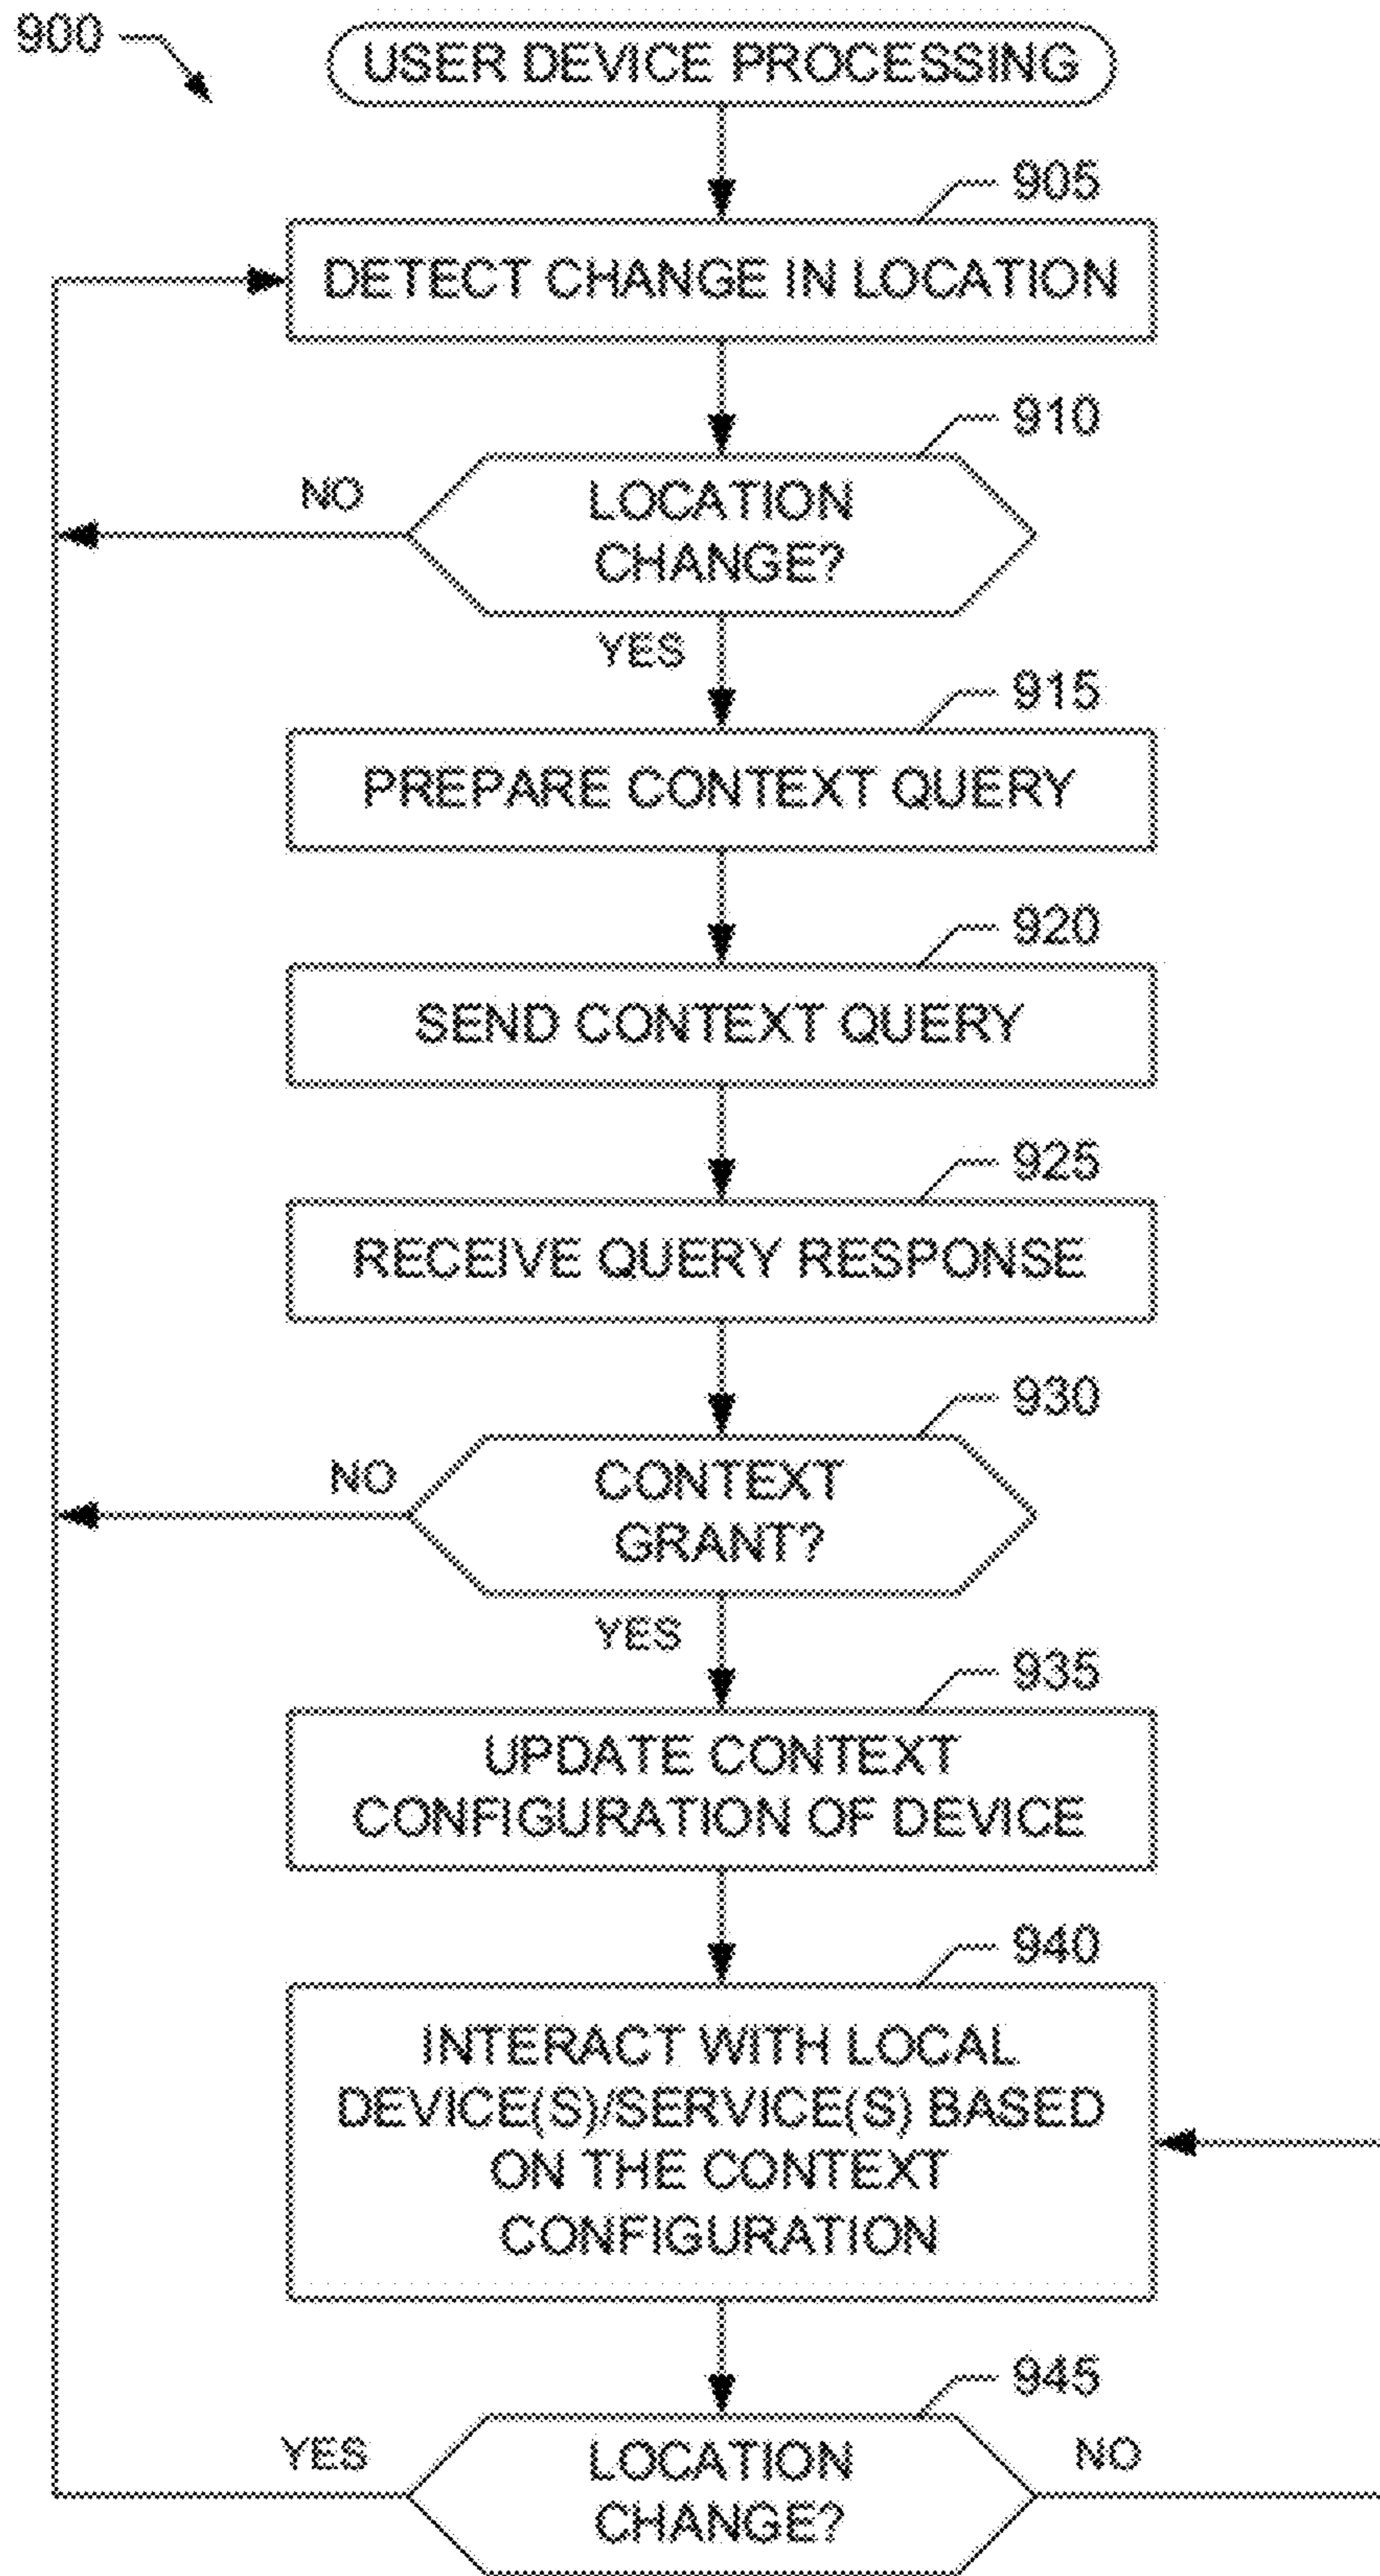 900
USER DEVICE PROCESSING
905
DETECT CHANGE IN LOCATION
910
NO
LOCATION
CHANGE?
YES
915
PREPARE CONTEXT QUERY
920
SEND CONTEXT QUERY
925
RECEIVE QUERY RESPONSE
930
NO
CONTEXT
GRANT?
YES
935
UPDATE CONTEXT
CONFIGURATION OF DEVICE
940
INTERACT WITH LOCAL
DEVICE(S)/SERVICE(S) BASED
ON THE CONTEXT
CONFIGURATION
945
YES
LOCATION
CHANGE?
NO